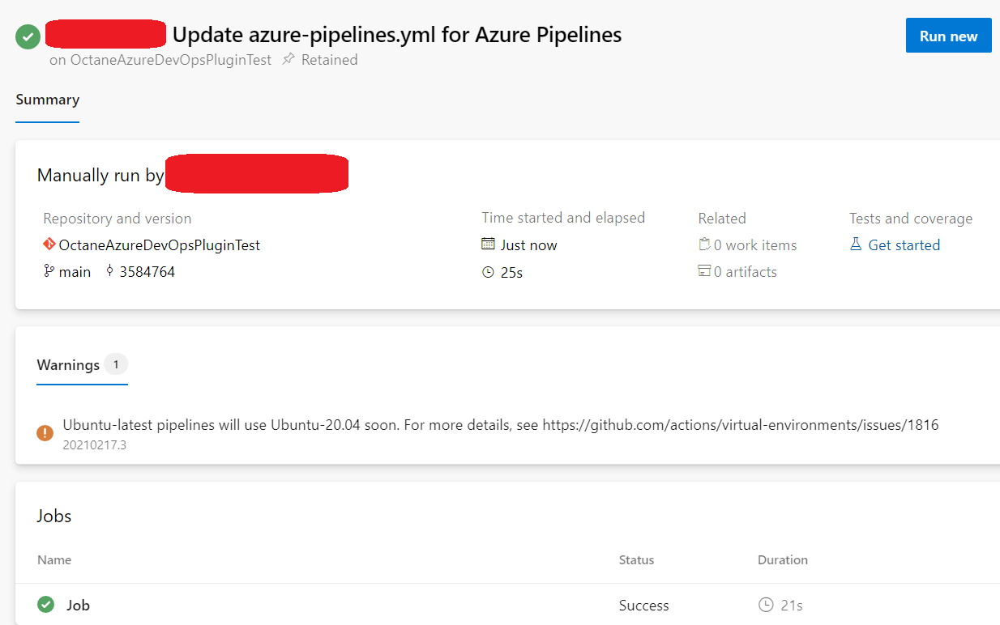 Update azure-pipelines.yml for Azure Pipelines
Run new
on OctaneAzureDevOpsPluginTest Retained
Summary
Manually run by
Repository and version Time started and elapsed Related Tests and coverage
OctaneAzureDevOpsPluginTest Just now 0 work items Get started
main 3584764 25s 0 artifacts
Warnings 1
Ubuntu-latest pipelines will use Ubuntu-20.04 soon. For more details, see https://github.com/actions/virtual-environments/issues/1816
20210217.3
Jobs
Name Status Duration
Job Success 21s